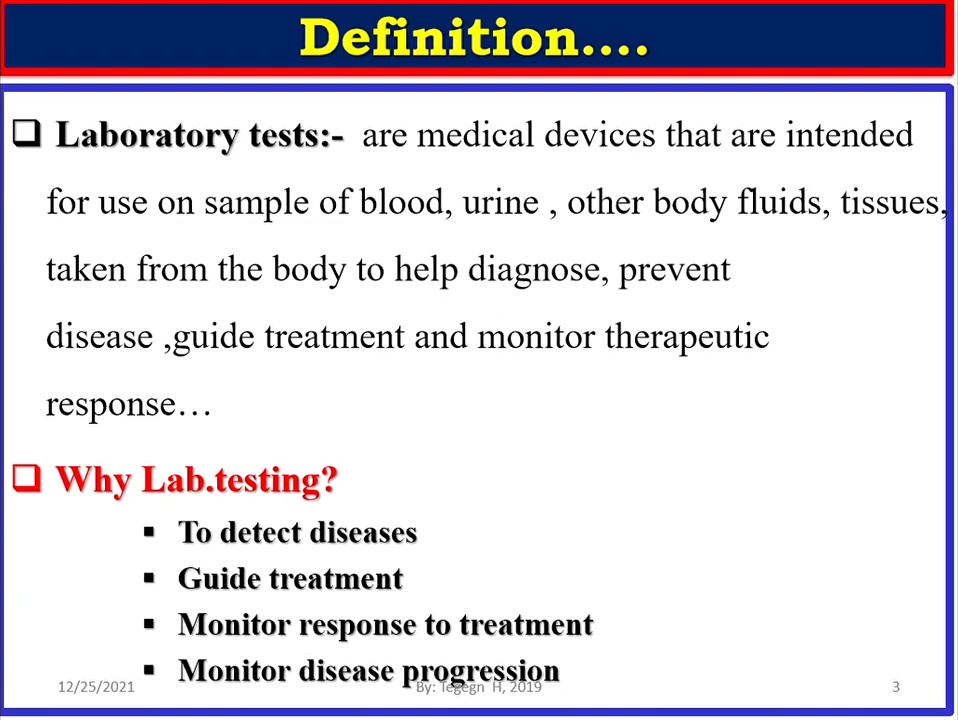 Definition....
Laboratory tests:- are medical devices that are intended
for use on sample of blood, urine , other body fluids, tissues,
taken from the body to help diagnose, prevent
disease ,guide treatment and monitor therapeutic
response…
Why Lab.testing?
▪ To detect diseases
▪ Guide treatment
▪ Monitor response to treatment
▪ Monitor disease progression
12/25/2021 By: Tegegn H, 2019 3